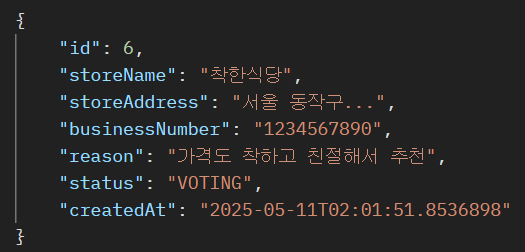 {
"id": 6,
"storeName": "착한식당",
"storeAddress": "서울 동작구...",
"businessNumber": "1234567890",
"reason": "가격도 착하고 친절해서 추천",
"status": "VOTING",
"createdAt": "2025-05-11T02:01:51.8536898"
}